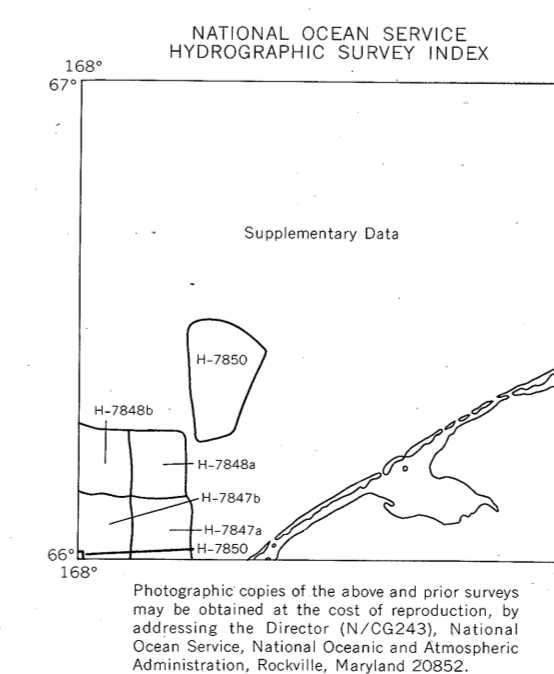 NATIONAL OCEAN SERVICE
HYDROGRAPHIC SURVEY INDEX
168°
67°
Supplementary Data
H-7850
H-7848b
H-7848a
H-7847b
H-7847a
H-7850
66°
168°
Photographic copies of the above and prior surveys
may be obtained at the cost of reproduction, by
addressing the Director (N/CG243), National
Ocean Service, National Oceanic and Atmospheric
Administration, Rockville, Maryland 20852.